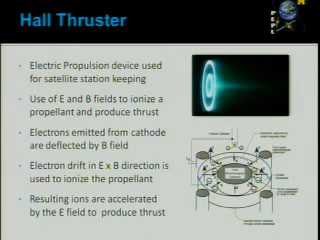 Hall Thruster
P E P L
M
• Electric Propulsion device used
for satellite station keeping
• Use of E and B fields to ionize a
propellant and produce thrust
• Electrons emitted from cathode
are deflected by B field
• Electron drift in E x B direction is
used to ionize the propellant
• Resulting ions are accelerated
by the E field to produce thrust